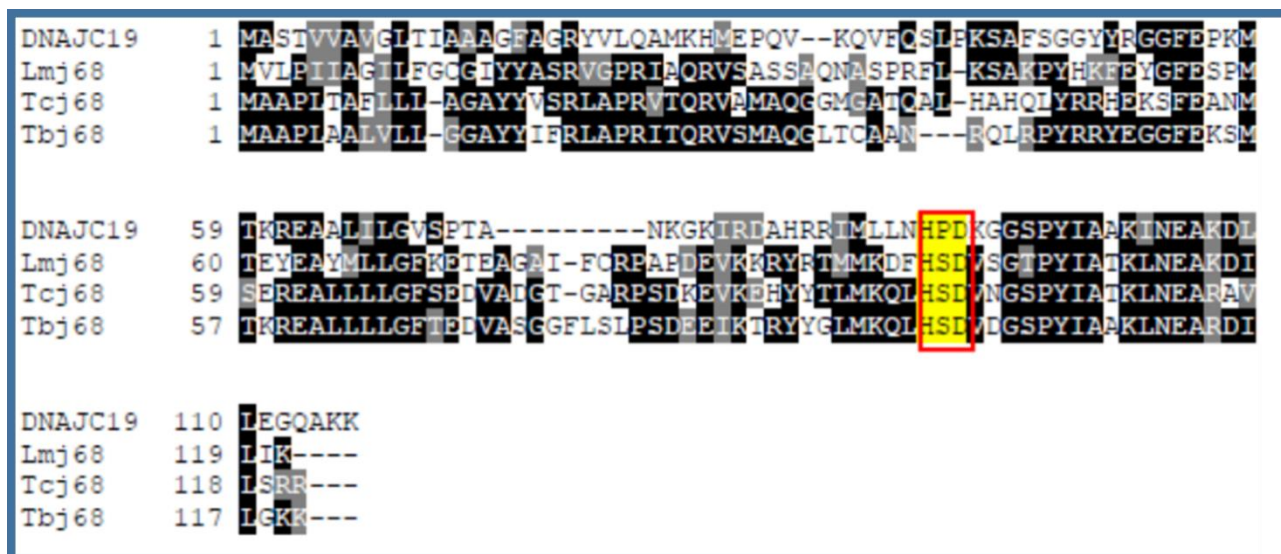 DNAJC19 1 MASTVVAVGLTIAAAGFAGRYVLQAMKHMEPQV--KQVFQSLPKSAFSGGYYRGGFEPKM
Lmj68 1 MVLPIIAGILFGCGIYYASRVGPRIAQRVSASSAQNASPRFL-KSAKPYHKFEYGFESPM
Tcj68 1 MAAPLTAFLLL-AGAYYVSRLAPRVTQRVAMAQGGMGATQAL-HAHQLYRRHEKSFEANM
Tbj68 1 MAAPLAALVLL-GGAYYIFRLAPRITQRVSMAQGLTCAAN---RQLRPYRRYEGGFEKSM
DNAJC19 59 TKREAALILGVSPTA---------NKGKIRDAHRRIMLLNHPDKGGSPYIAAKINEAKDL
Lmj68 60 TEYEAYMLLGFKETEAGAI-FCRPAPDEVKKRYRTMMKDFHSDVSGTPYIATKLNEAKDI
Tcj68 59 SEREALLLLGFSEDVADGT-GARPSDKEVKEHYYTLMKQLHSDVNGSPYIATKLNEARAV
Tbj68 57 TKREALLLLGFTEDVASGGFLSLPSDEEIKTRYYGLMKQLHSDVDGSPYIAAKLNEARDI
DNAJC19 110 LEGQAKK
Lmj68 119 LIK----
Tcj68 118 LSRR---
Tbj68 117 LGKK---